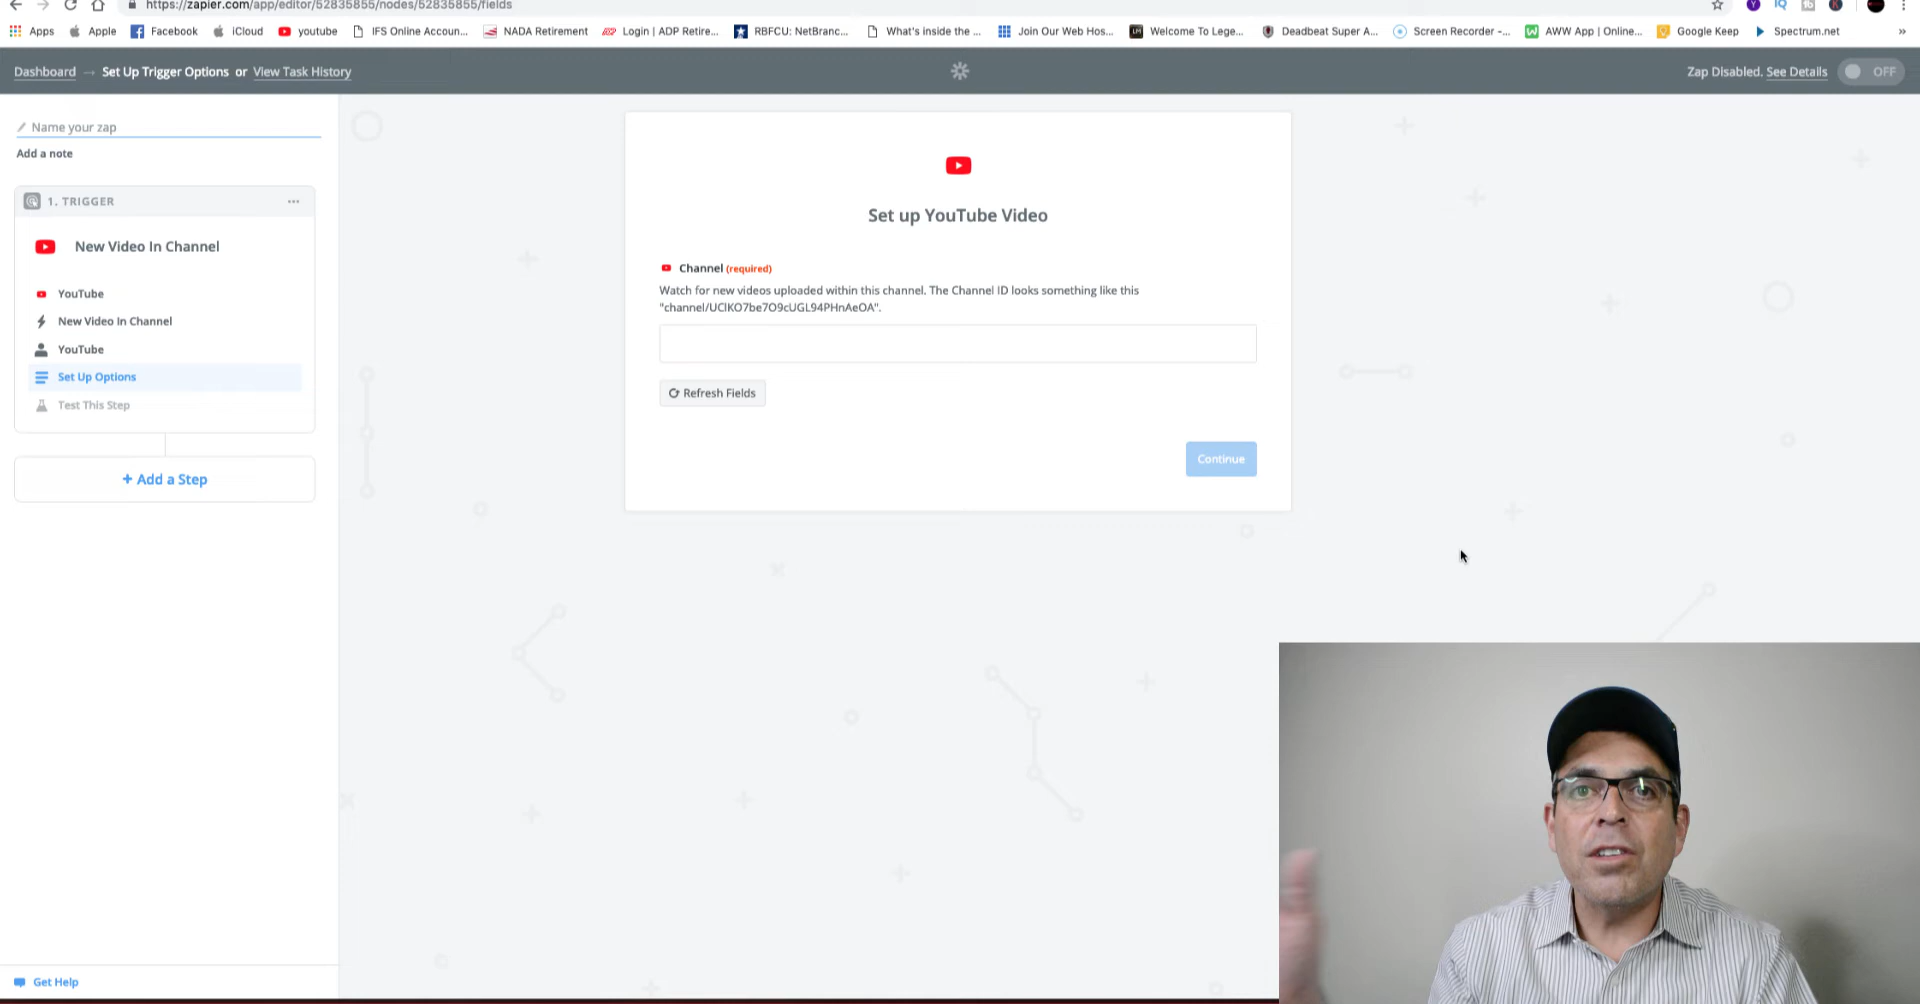 https://zapier.com/app/editor/52835855/nodes/52835855/fields
Apps Apple Facebook iCloud youtube IFS Online Accoun... NADA Retirement Login | ADP Retire... RBFCU: NetBranc... What's inside the ... Join Our Web Hos... Welcome To Lege... Deadbeat Super A... Screen Recorder -... AWW App | Online... Google Keep Spectrum.net »
Dashboard → Set Up Trigger Options or View Task History Zap Disabled. See Details OFF
Name your zap
Add a note
1. TRIGGER ...
New Video In Channel
YouTube
New Video In Channel
YouTube
Set Up Options
Test This Step
+ Add a Step
Set up YouTube Video
Channel (required)
Watch for new videos uploaded within this channel. The Channel ID looks something like this
"channel/UCIKO7be7O9cUGL94PHnAeOA".
Refresh Fields
Continue
Get Help